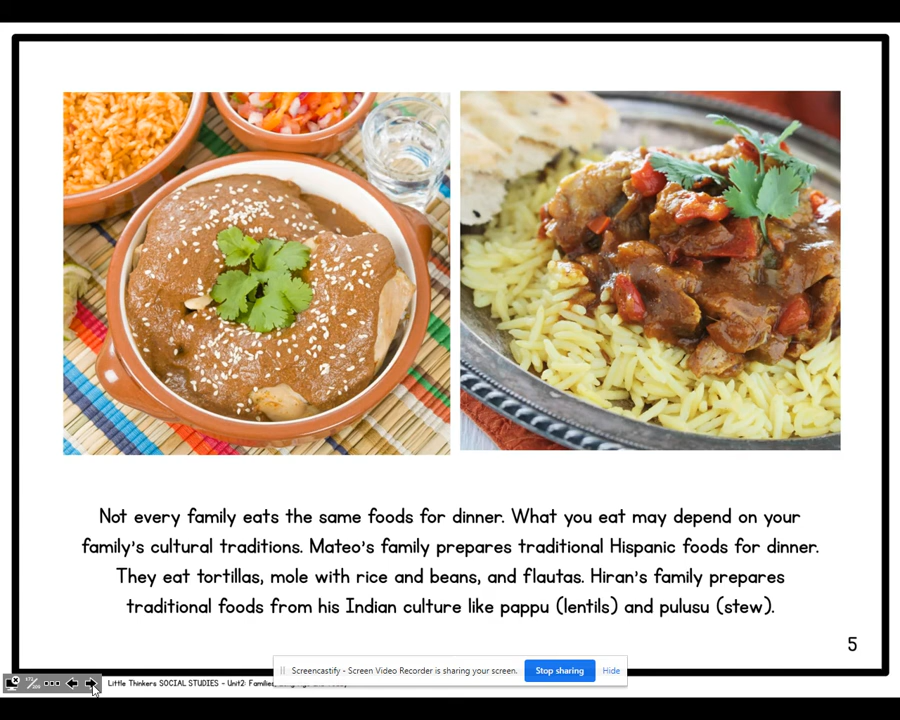 Not every family eats the same foods for dinner. What you eat may depend on your
family's cultural traditions. Mateo's family prepares traditional Hispanic foods for dinner.
They eat tortillas, mole with rice and beans, and flautas. Hiran's family prepares
traditional foods from his Indian culture like pappu (lentils) and pulusu (stew).
5
Screencastify - Screen Video Recorder is sharing your screen. Stop sharing Hide
Little Thinkers SOCIAL STUDIES - Unit2: Families